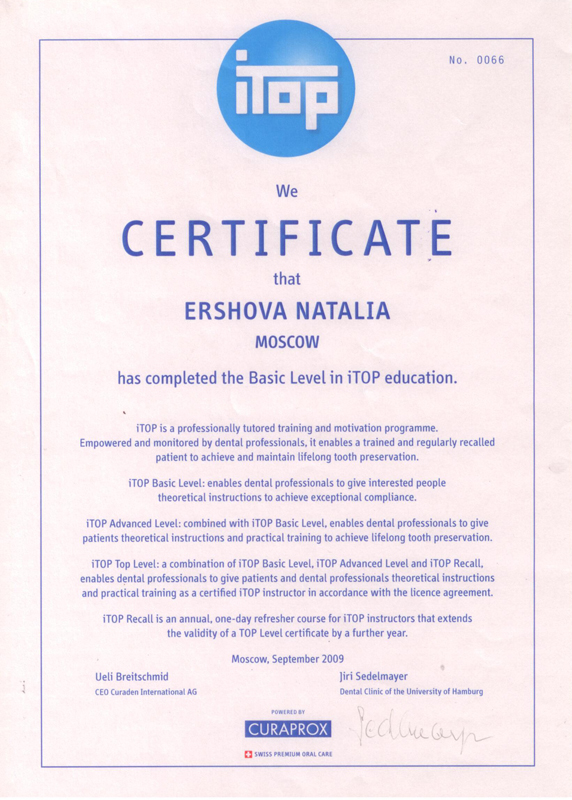 No. 0066
iTop
We
CERTIFICATE
that
ERSHOVA NATALIA
MOSCOW
has completed the Basic Level in iTOP education.
iTOP is a professionally tutored training and motivation programme.
Empowered and monitored by dental professionals, it enables a trained and regularly recalled
patient to achieve and maintain lifelong tooth preservation.
iTOP Basic Level: enables dental professionals to give interested people
theoretical instructions to achieve exceptional compliance.
iTOP Advanced Level: combined with iTOP Basic Level, enables dental professionals to give
patients theoretical instructions and practical training to achieve lifelong tooth preservation.
iTOP Top Level: a combination of iTOP Basic Level, iTOP Advanced Level and iTOP Recall,
enables dental professionals to give patients and dental professionals theoretical instructions
and practical training as a certified iTOP instructor in accordance with the licence agreement.
iTOP Recall is an annual, one-day refresher course for iTOP instructors that extends
the validity of a TOP Level certificate by a further year.
Moscow, September 2009
Ueli Breitschmid
CEO Curaden International AG
Jiri Sedelmayer
Dental Clinic of the University of Hamburg
POWERED BY
CURAPROX
SWISS PREMIUM ORAL CARE